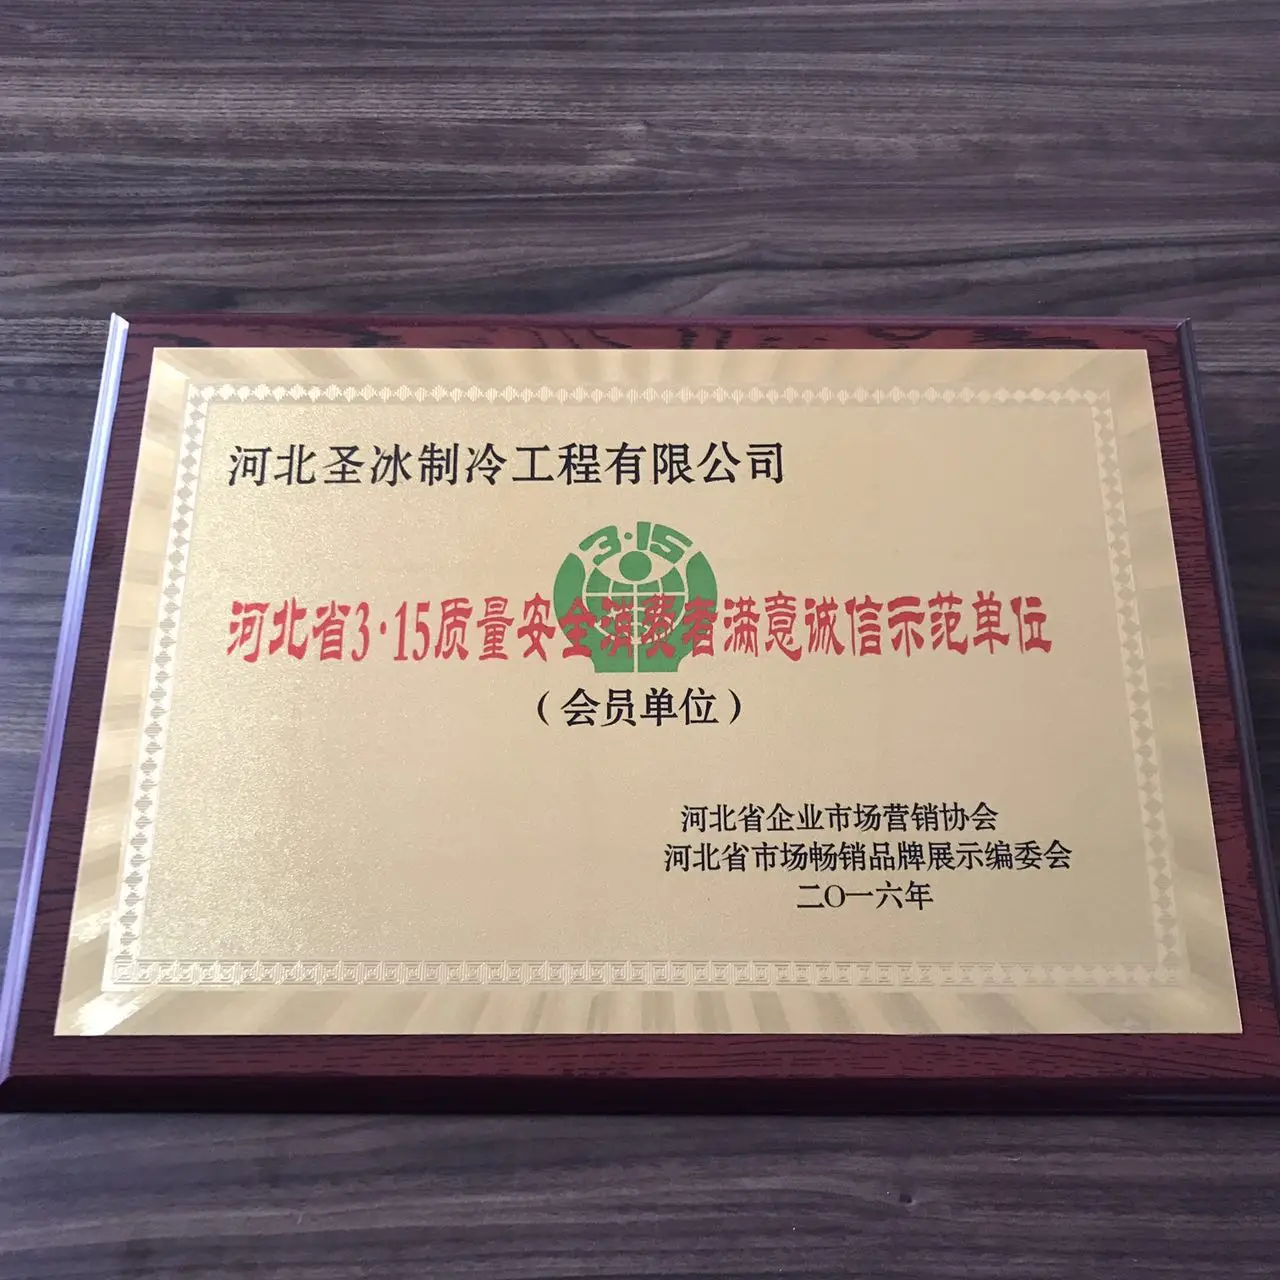 河北圣冰制冷工程有限公司
3·15
河北省3·15质量安全消费者满意诚信示范单位
（会员单位）
河北省企业市场营销协会
河北省市场畅销品牌展示编委会
二〇一六年